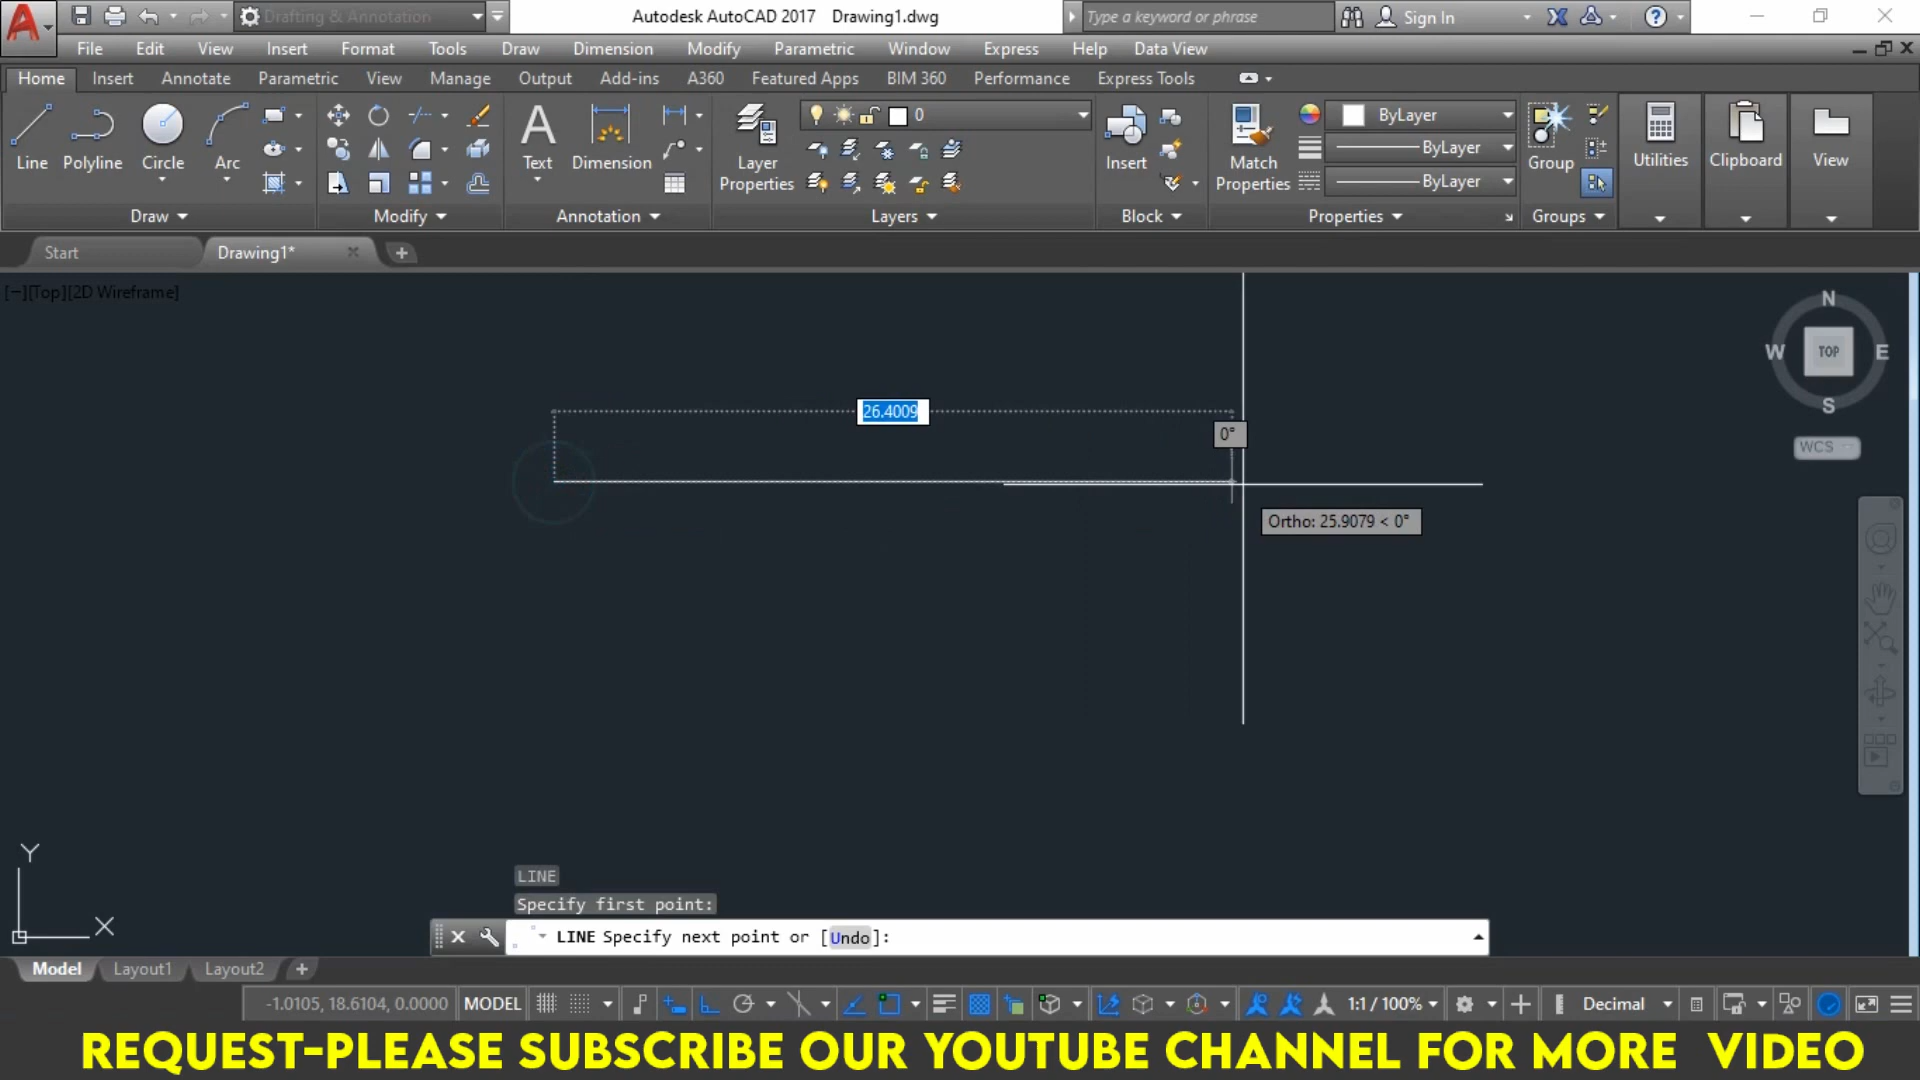 Drafting & Annotation
Autodesk AutoCAD 2017 Drawing1.dwg
Type a keyword or phrase
Sign In
File Edit View Insert Format Tools Draw Dimension Modify Parametric Window Express Help Data View
Home Insert Annotate Parametric View Manage Output Add-ins A360 Featured Apps BIM 360 Performance Express Tools
0
ByLayer
ByLayer
ByLayer
Line Polyline Circle Arc Text Dimension Layer Properties Insert Match Properties Group Utilities Clipboard View
Draw Modify Annotation Layers Block Properties Groups
Start Drawing1*
[−][Top][2D Wireframe]
N
W TOP E
S
WCS
26.4009
0°
Ortho: 25.9079 < 0°
Y
X
LINE
Specify first point:
LINE Specify next point or [Undo]:
Model Layout1 Layout2
-1.0105, 18.6104, 0.0000 MODEL 1:1 / 100% Decimal
REQUEST-PLEASE SUBSCRIBE OUR YOUTUBE CHANNEL FOR MORE VIDEO